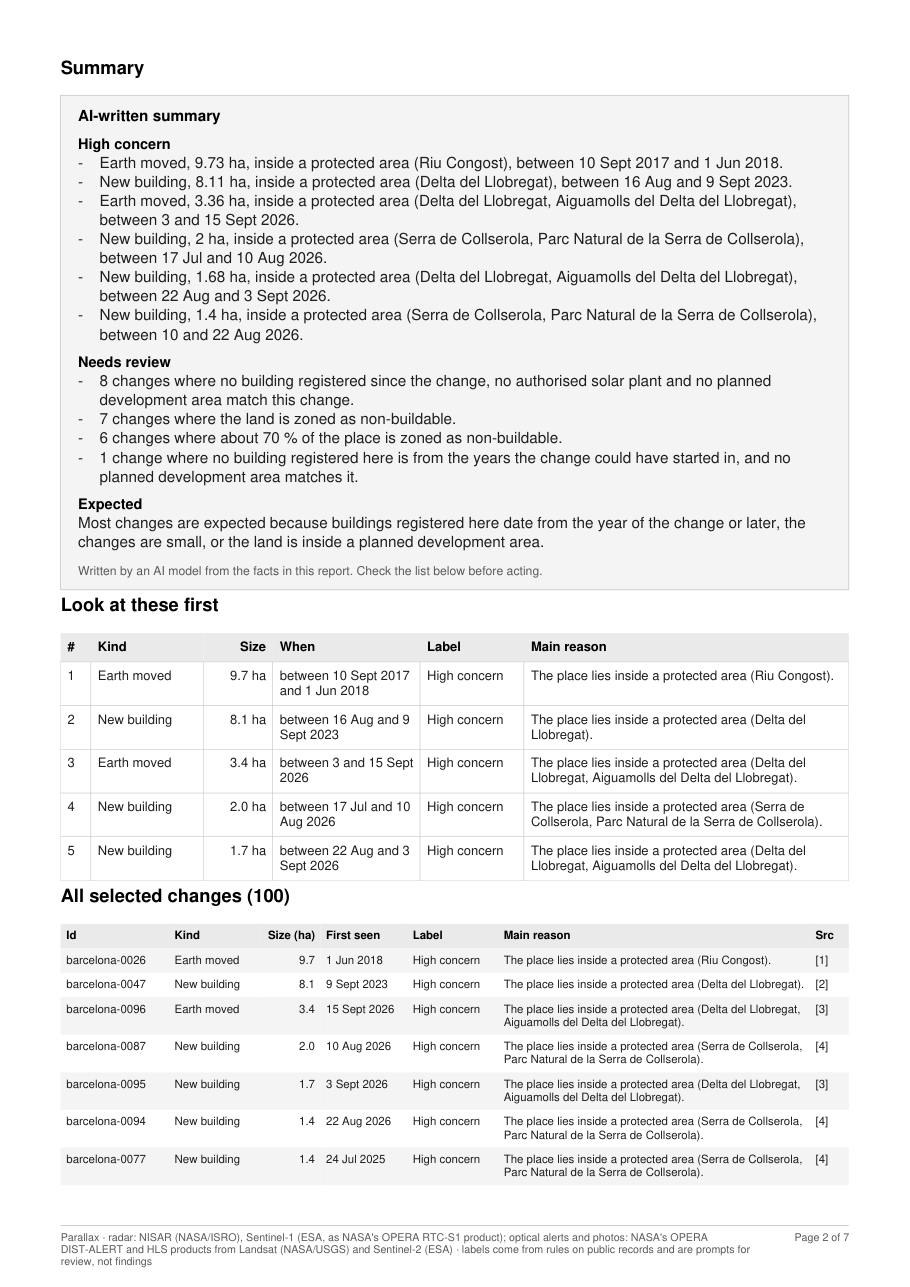 Summary
AI-written summary
High concern
- Earth moved, 9.73 ha, inside a protected area (Riu Congost), between 10 Sept 2017 and 1 Jun 2018.
- New building, 8.11 ha, inside a protected area (Delta del Llobregat), between 16 Aug and 9 Sept 2023.
- Earth moved, 3.36 ha, inside a protected area (Delta del Llobregat, Aiguamolls del Delta del Llobregat),
between 3 and 15 Sept 2026.
- New building, 2 ha, inside a protected area (Serra de Collserola, Parc Natural de la Serra de Collserola),
between 17 Jul and 10 Aug 2026.
- New building, 1.68 ha, inside a protected area (Delta del Llobregat, Aiguamolls del Delta del Llobregat),
between 22 Aug and 3 Sept 2026.
- New building, 1.4 ha, inside a protected area (Serra de Collserola, Parc Natural de la Serra de Collserola),
between 10 and 22 Aug 2026.
Needs review
- 8 changes where no building registered since the change, no authorised solar plant and no planned
development area match this change.
- 7 changes where the land is zoned as non-buildable.
- 6 changes where about 70 % of the place is zoned as non-buildable.
- 1 change where no building registered here is from the years the change could have started in, and no
planned development area matches it.
Expected
Most changes are expected because buildings registered here date from the year of the change or later, the
changes are small, or the land is inside a planned development area.
Written by an AI model from the facts in this report. Check the list below before acting.
Look at these first
# Kind Size When Label Main reason
1 Earth moved 9.7 ha between 10 Sept 2017 High concern The place lies inside a protected area (Riu Congost).
and 1 Jun 2018
2 New building 8.1 ha between 16 Aug and 9 High concern The place lies inside a protected area (Delta del
Sept 2023 Llobregat).
3 Earth moved 3.4 ha between 3 and 15 Sept High concern The place lies inside a protected area (Delta del
2026 Llobregat, Aiguamolls del Delta del Llobregat).
4 New building 2.0 ha between 17 Jul and 10 High concern The place lies inside a protected area (Serra de
Aug 2026 Collserola, Parc Natural de la Serra de Collserola).
5 New building 1.7 ha between 22 Aug and 3 High concern The place lies inside a protected area (Delta del
Sept 2026 Llobregat, Aiguamolls del Delta del Llobregat).
All selected changes (100)
Id Kind Size (ha) First seen Label Main reason Src
barcelona-0026 Earth moved 9.7 1 Jun 2018 High concern The place lies inside a protected area (Riu Congost). [1]
barcelona-0047 New building 8.1 9 Sept 2023 High concern The place lies inside a protected area (Delta del Llobregat). [2]
barcelona-0096 Earth moved 3.4 15 Sept 2026 High concern The place lies inside a protected area (Delta del Llobregat, [3]
Aiguamolls del Delta del Llobregat).
barcelona-0087 New building 2.0 10 Aug 2026 High concern The place lies inside a protected area (Serra de Collserola, [4]
Parc Natural de la Serra de Collserola).
barcelona-0095 New building 1.7 3 Sept 2026 High concern The place lies inside a protected area (Delta del Llobregat, [3]
Aiguamolls del Delta del Llobregat).
barcelona-0094 New building 1.4 22 Aug 2026 High concern The place lies inside a protected area (Serra de Collserola, [4]
Parc Natural de la Serra de Collserola).
barcelona-0077 New building 1.4 24 Jul 2025 High concern The place lies inside a protected area (Serra de Collserola, [4]
Parc Natural de la Serra de Collserola).
Parallax · radar: NISAR (NASA/ISRO), Sentinel-1 (ESA, as NASA's OPERA RTC-S1 product); optical alerts and photos: NASA's OPERA Page 2 of 7
DIST-ALERT and HLS products from Landsat (NASA/USGS) and Sentinel-2 (ESA) · labels come from rules on public records and are prompts for
review, not findings